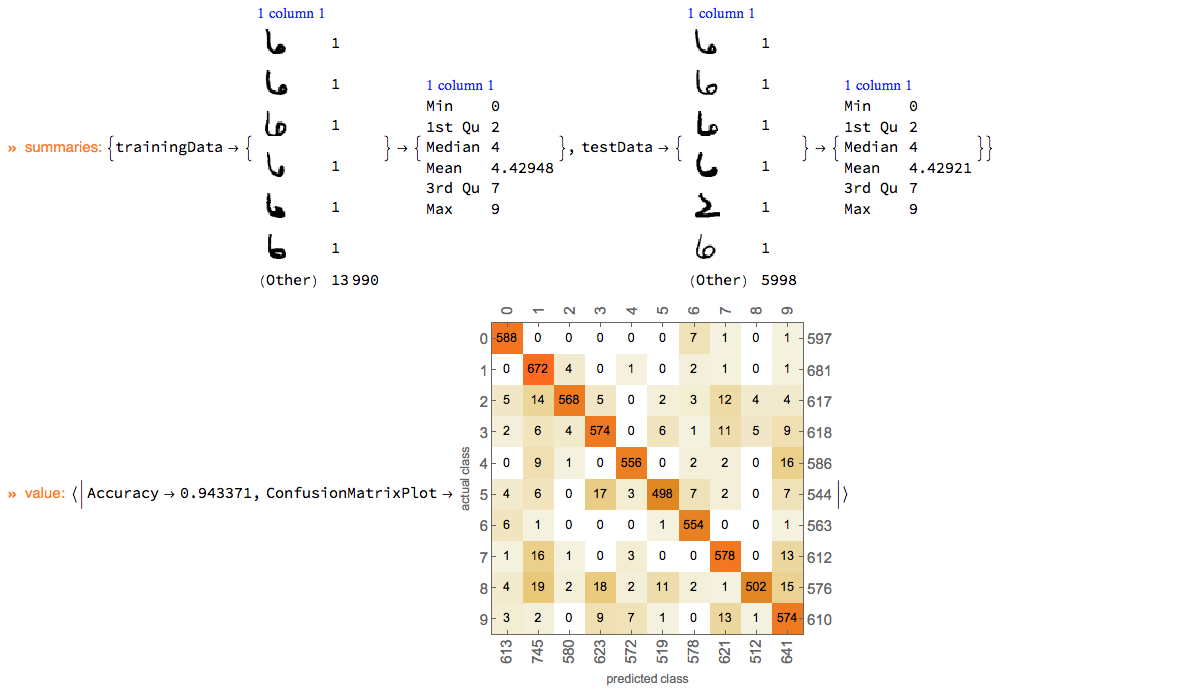 1 column 1
1
1
1
1
1
1
(Other) 13 990
1 column 1
Min 0
1st Qu 2
Median 4
Mean 4.42948
3rd Qu 7
Max 9
1 column 1
6 1
6 1
6 1
6 1
2 1
6 1
(Other) 5998
1 column 1
Min 0
1st Qu 2
Median 4
Mean 4.42921
3rd Qu 7
Max 9
» summaries: {trainingData → { } → { }, testData → { } → { }}
» value: ⟨|Accuracy → 0.943371, ConfusionMatrixPlot → |⟩
0 1 2 3 4 5 6 7 8 9
0 588 0 0 0 0 0 7 1 0 1 597
1 0 672 4 0 1 0 2 1 0 1 681
2 5 14 568 5 0 2 3 12 4 4 617
3 2 6 4 574 0 6 1 11 5 9 618
4 0 9 1 0 556 0 2 2 0 16 586
5 4 6 0 17 3 498 7 2 0 7 544
6 6 1 0 0 0 1 554 0 0 1 563
7 1 16 1 0 3 0 0 578 0 13 612
8 4 19 2 18 2 11 2 1 502 15 576
9 3 2 0 9 7 1 0 13 1 574 610
613 745 580 623 572 519 578 621 512 641
actual class
predicted class